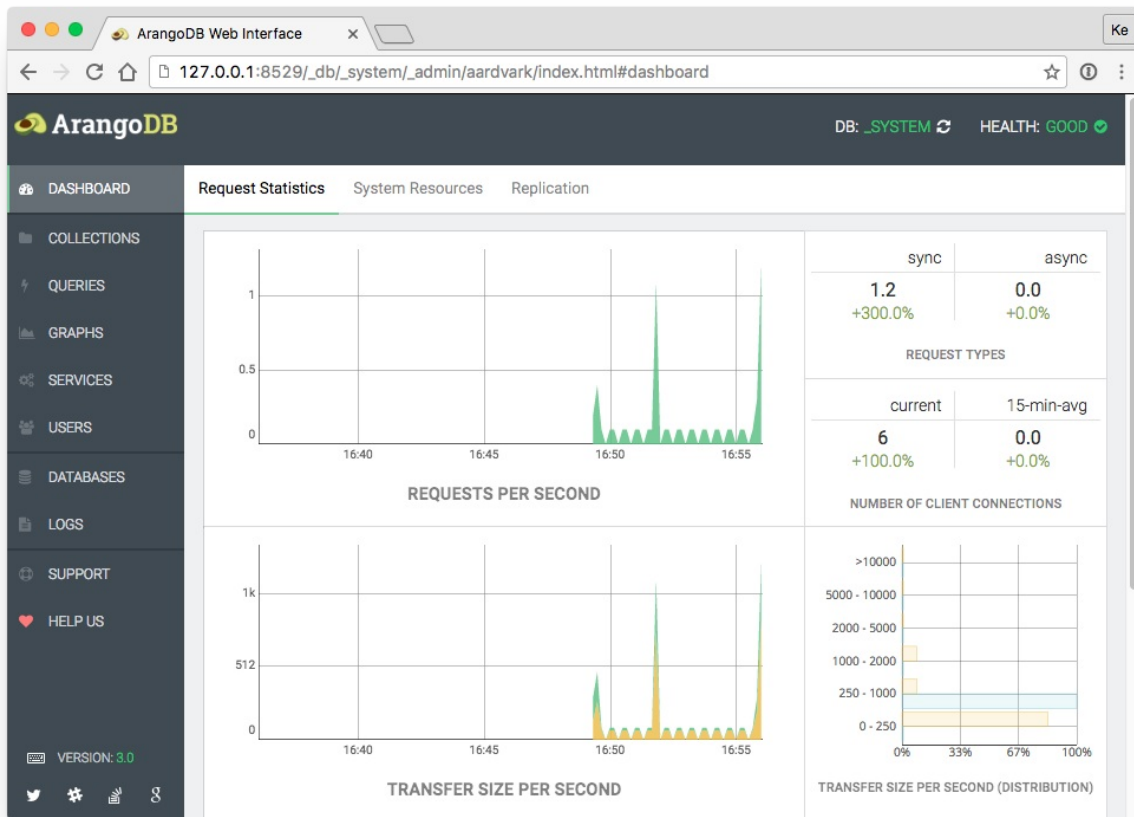 ArangoDB Web Interface
Ke
127.0.0.1:8529/_db/_system/_admin/aardvark/index.html#dashboard
ArangoDB
DB: _SYSTEM
HEALTH: GOOD
DASHBOARD
COLLECTIONS
QUERIES
GRAPHS
SERVICES
USERS
DATABASES
LOGS
SUPPORT
HELP US
VERSION: 3.0
Request Statistics
System Resources
Replication
1
0.5
0
16:40 16:45 16:50 16:55
REQUESTS PER SECOND
sync async
1.2 0.0
+300.0% +0.0%
REQUEST TYPES
current 15-min-avg
6 0.0
+100.0% +0.0%
NUMBER OF CLIENT CONNECTIONS
1k
512
0
16:40 16:45 16:50 16:55
TRANSFER SIZE PER SECOND
>10000
5000 - 10000
2000 - 5000
1000 - 2000
250 - 1000
0 - 250
0% 33% 67% 100%
TRANSFER SIZE PER SECOND (DISTRIBUTION)